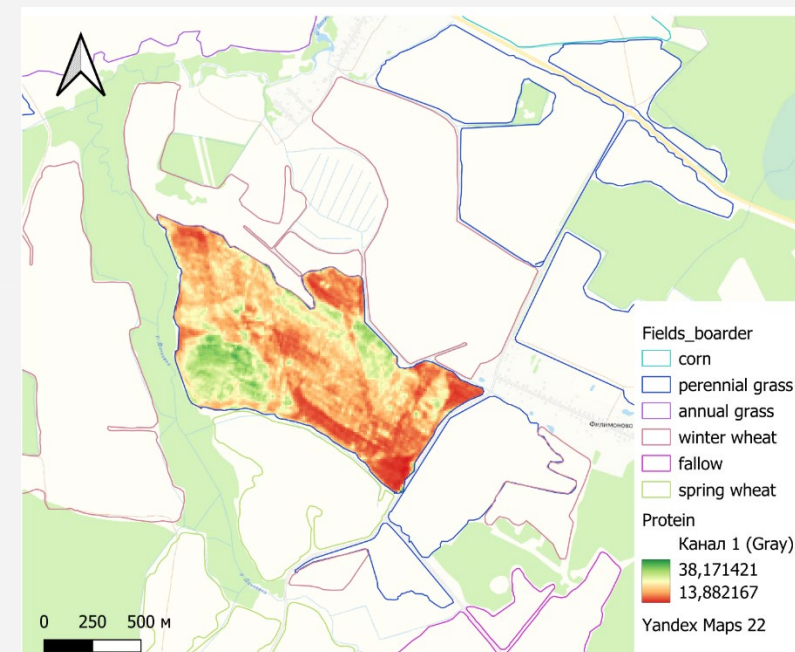 Филимоново
Fields_boarder
corn
perennial grass
annual grass
winter wheat
fallow
spring wheat
Protein
Канал 1 (Gray)
38,171421
13,882167
Yandex Maps 22
0 250 500 м